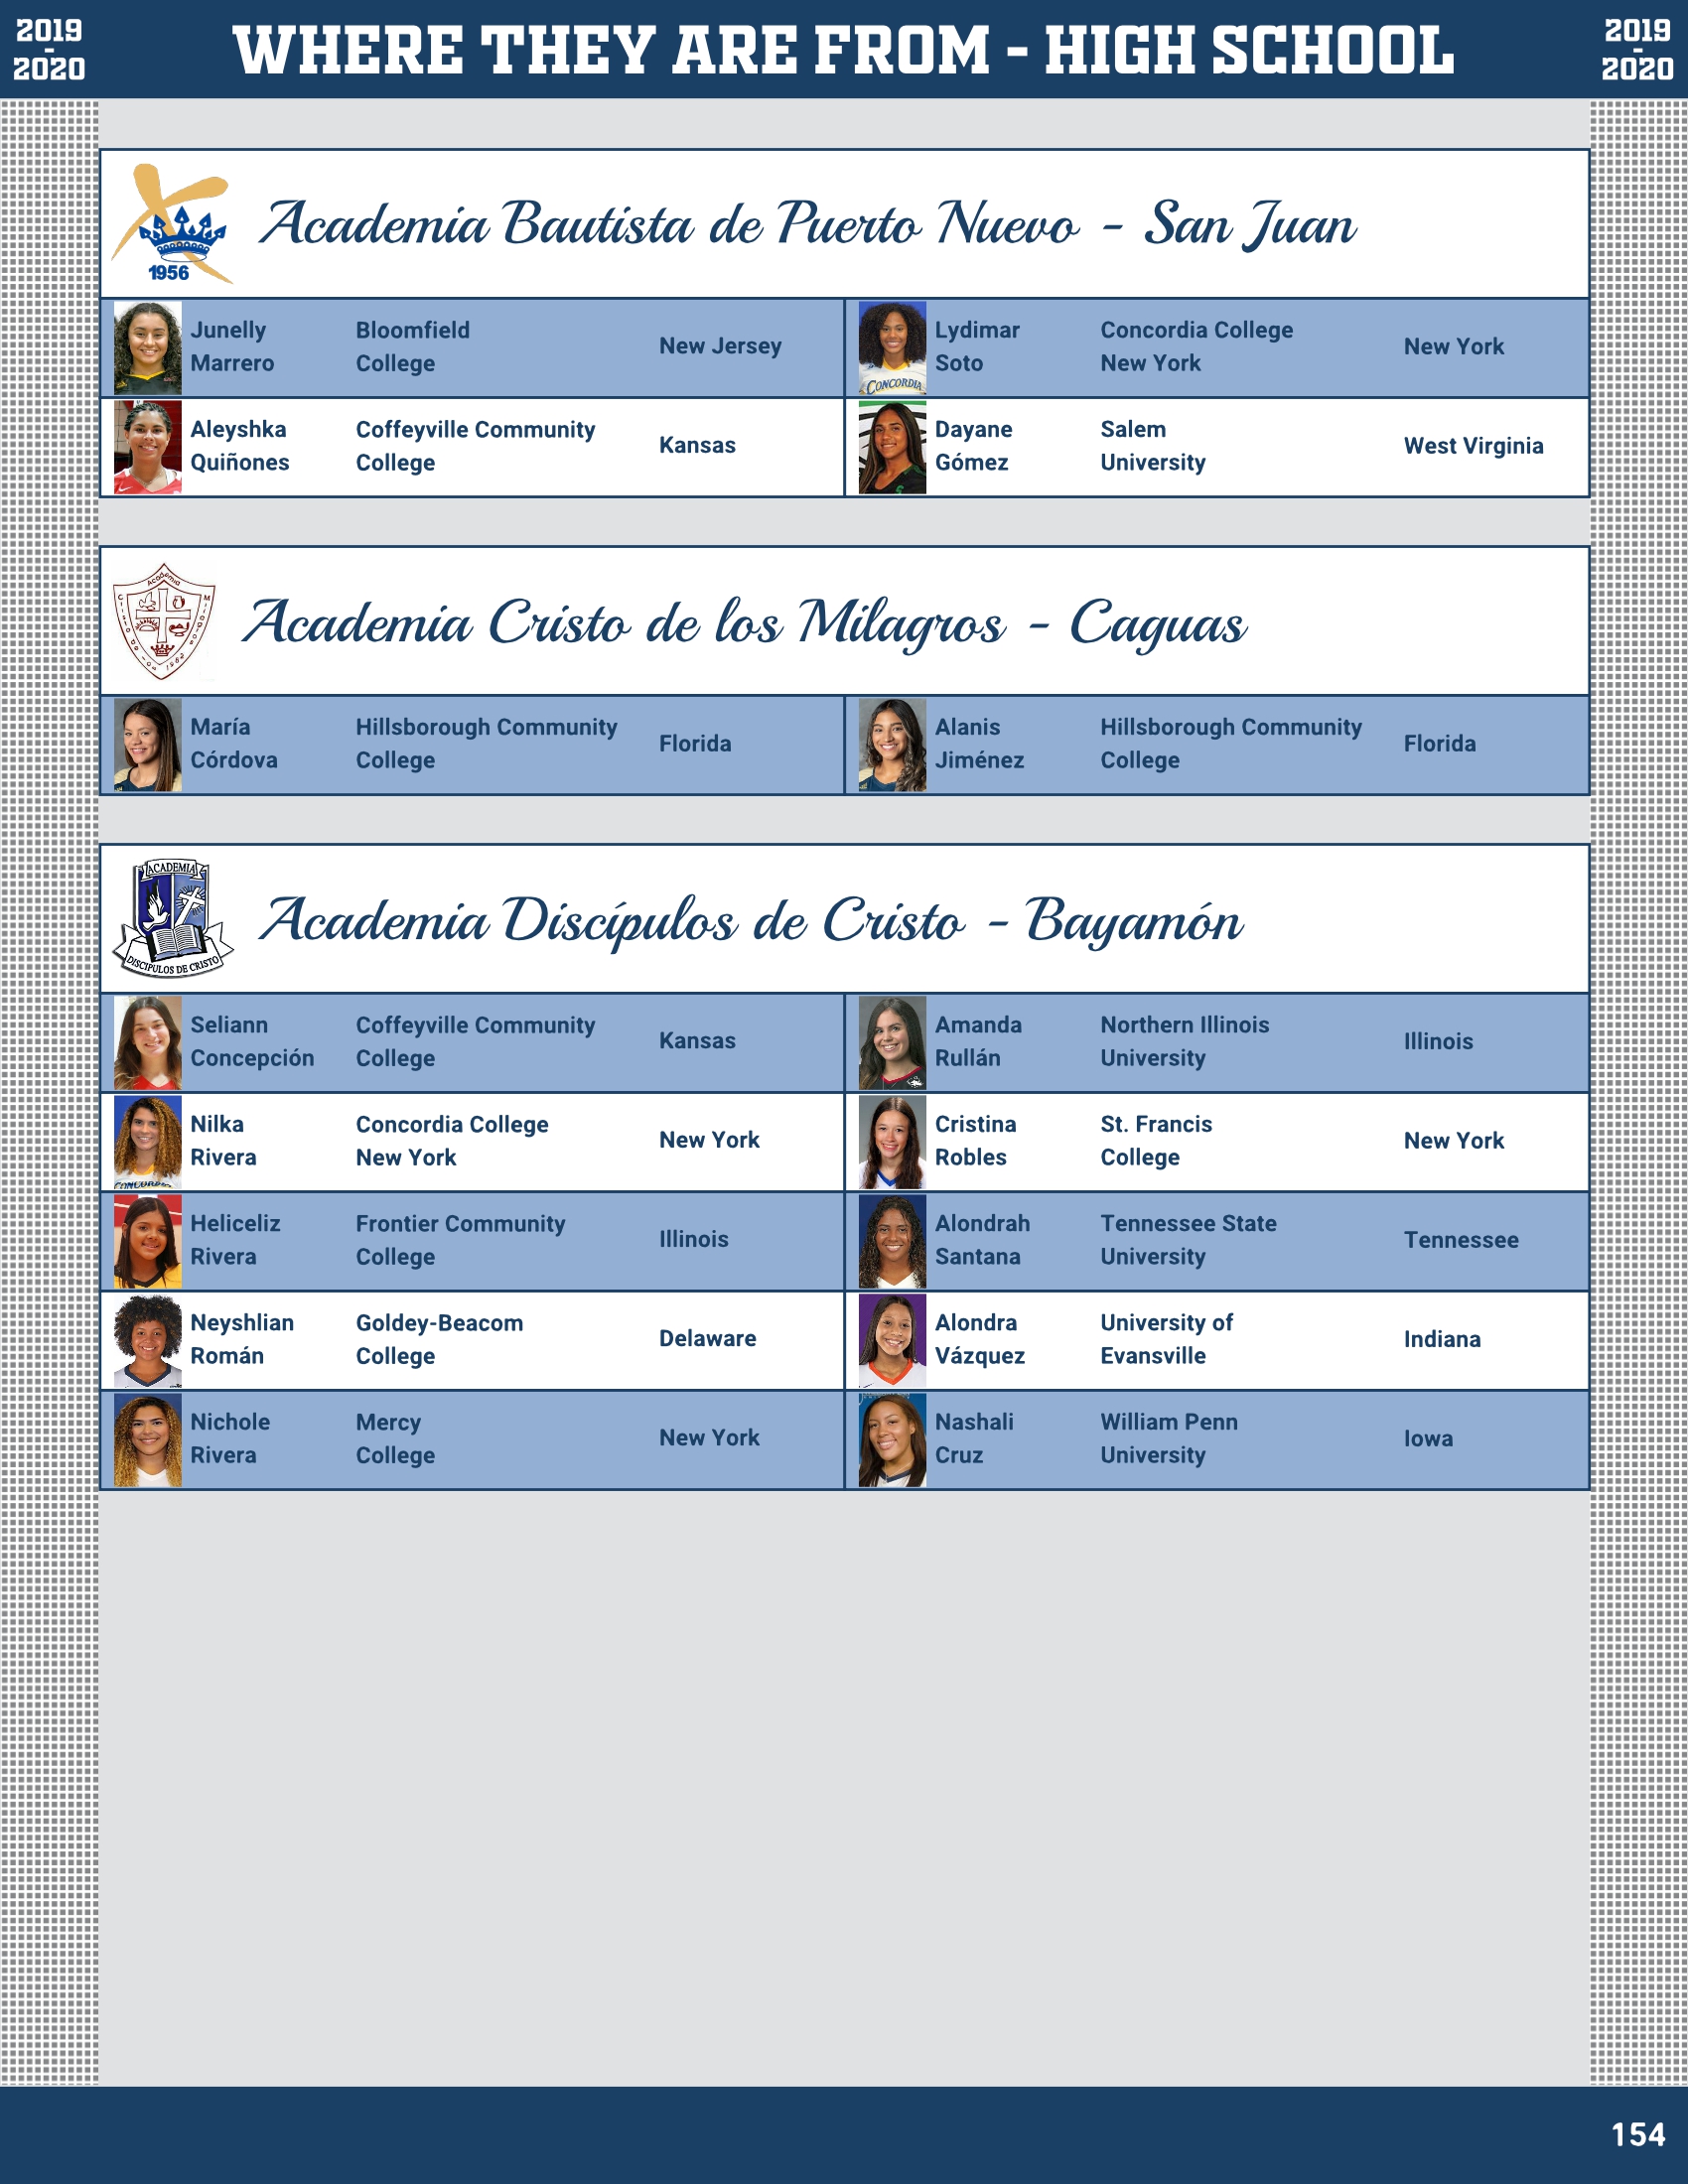 2019
-
2020
WHERE THEY ARE FROM - HIGH SCHOOL
2019
-
2020
1956
Academia Bautista de Puerto Nuevo - San Juan
Junelly
Marrero
Bloomfield
College
New Jersey
CONCORDIA
Lydimar
Soto
Concordia College
New York
New York
Aleyshka
Quiñones
Coffeyville Community
College
Kansas
Dayane
Gómez
Salem
University
West Virginia
Academia
Cristo de los Milagros
1982
Academia Cristo de los Milagros - Caguas
María
Córdova
Hillsborough Community
College
Florida
Alanis
Jiménez
Hillsborough Community
College
Florida
ACADEMIA
DISCIPULOS DE CRISTO
Academia Discípulos de Cristo - Bayamón
Seliann
Concepción
Coffeyville Community
College
Kansas
Amanda
Rullán
Northern Illinois
University
Illinois
Nilka
Rivera
Concordia College
New York
New York
Cristina
Robles
St. Francis
College
New York
Heliceliz
Rivera
Frontier Community
College
Illinois
Alondrah
Santana
Tennessee State
University
Tennessee
Neyshlian
Román
Goldey-Beacom
College
Delaware
Alondra
Vázquez
University of
Evansville
Indiana
Nichole
Rivera
Mercy
College
New York
Nashali
Cruz
William Penn
University
Iowa
154